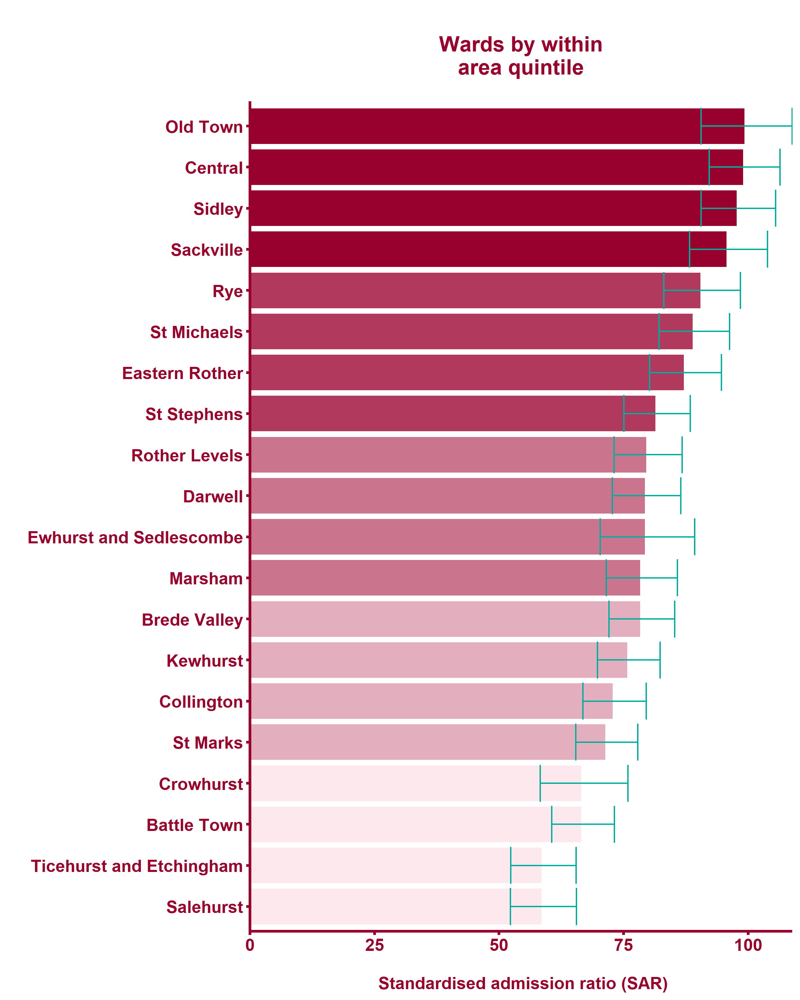 Wards by within
area quintile
Old Town
Central
Sidley
Sackville
Rye
St Michaels
Eastern Rother
St Stephens
Rother Levels
Darwell
Ewhurst and Sedlescombe
Marsham
Brede Valley
Kewhurst
Collington
St Marks
Crowhurst
Battle Town
Ticehurst and Etchingham
Salehurst
0 25 50 75 100
Standardised admission ratio (SAR)